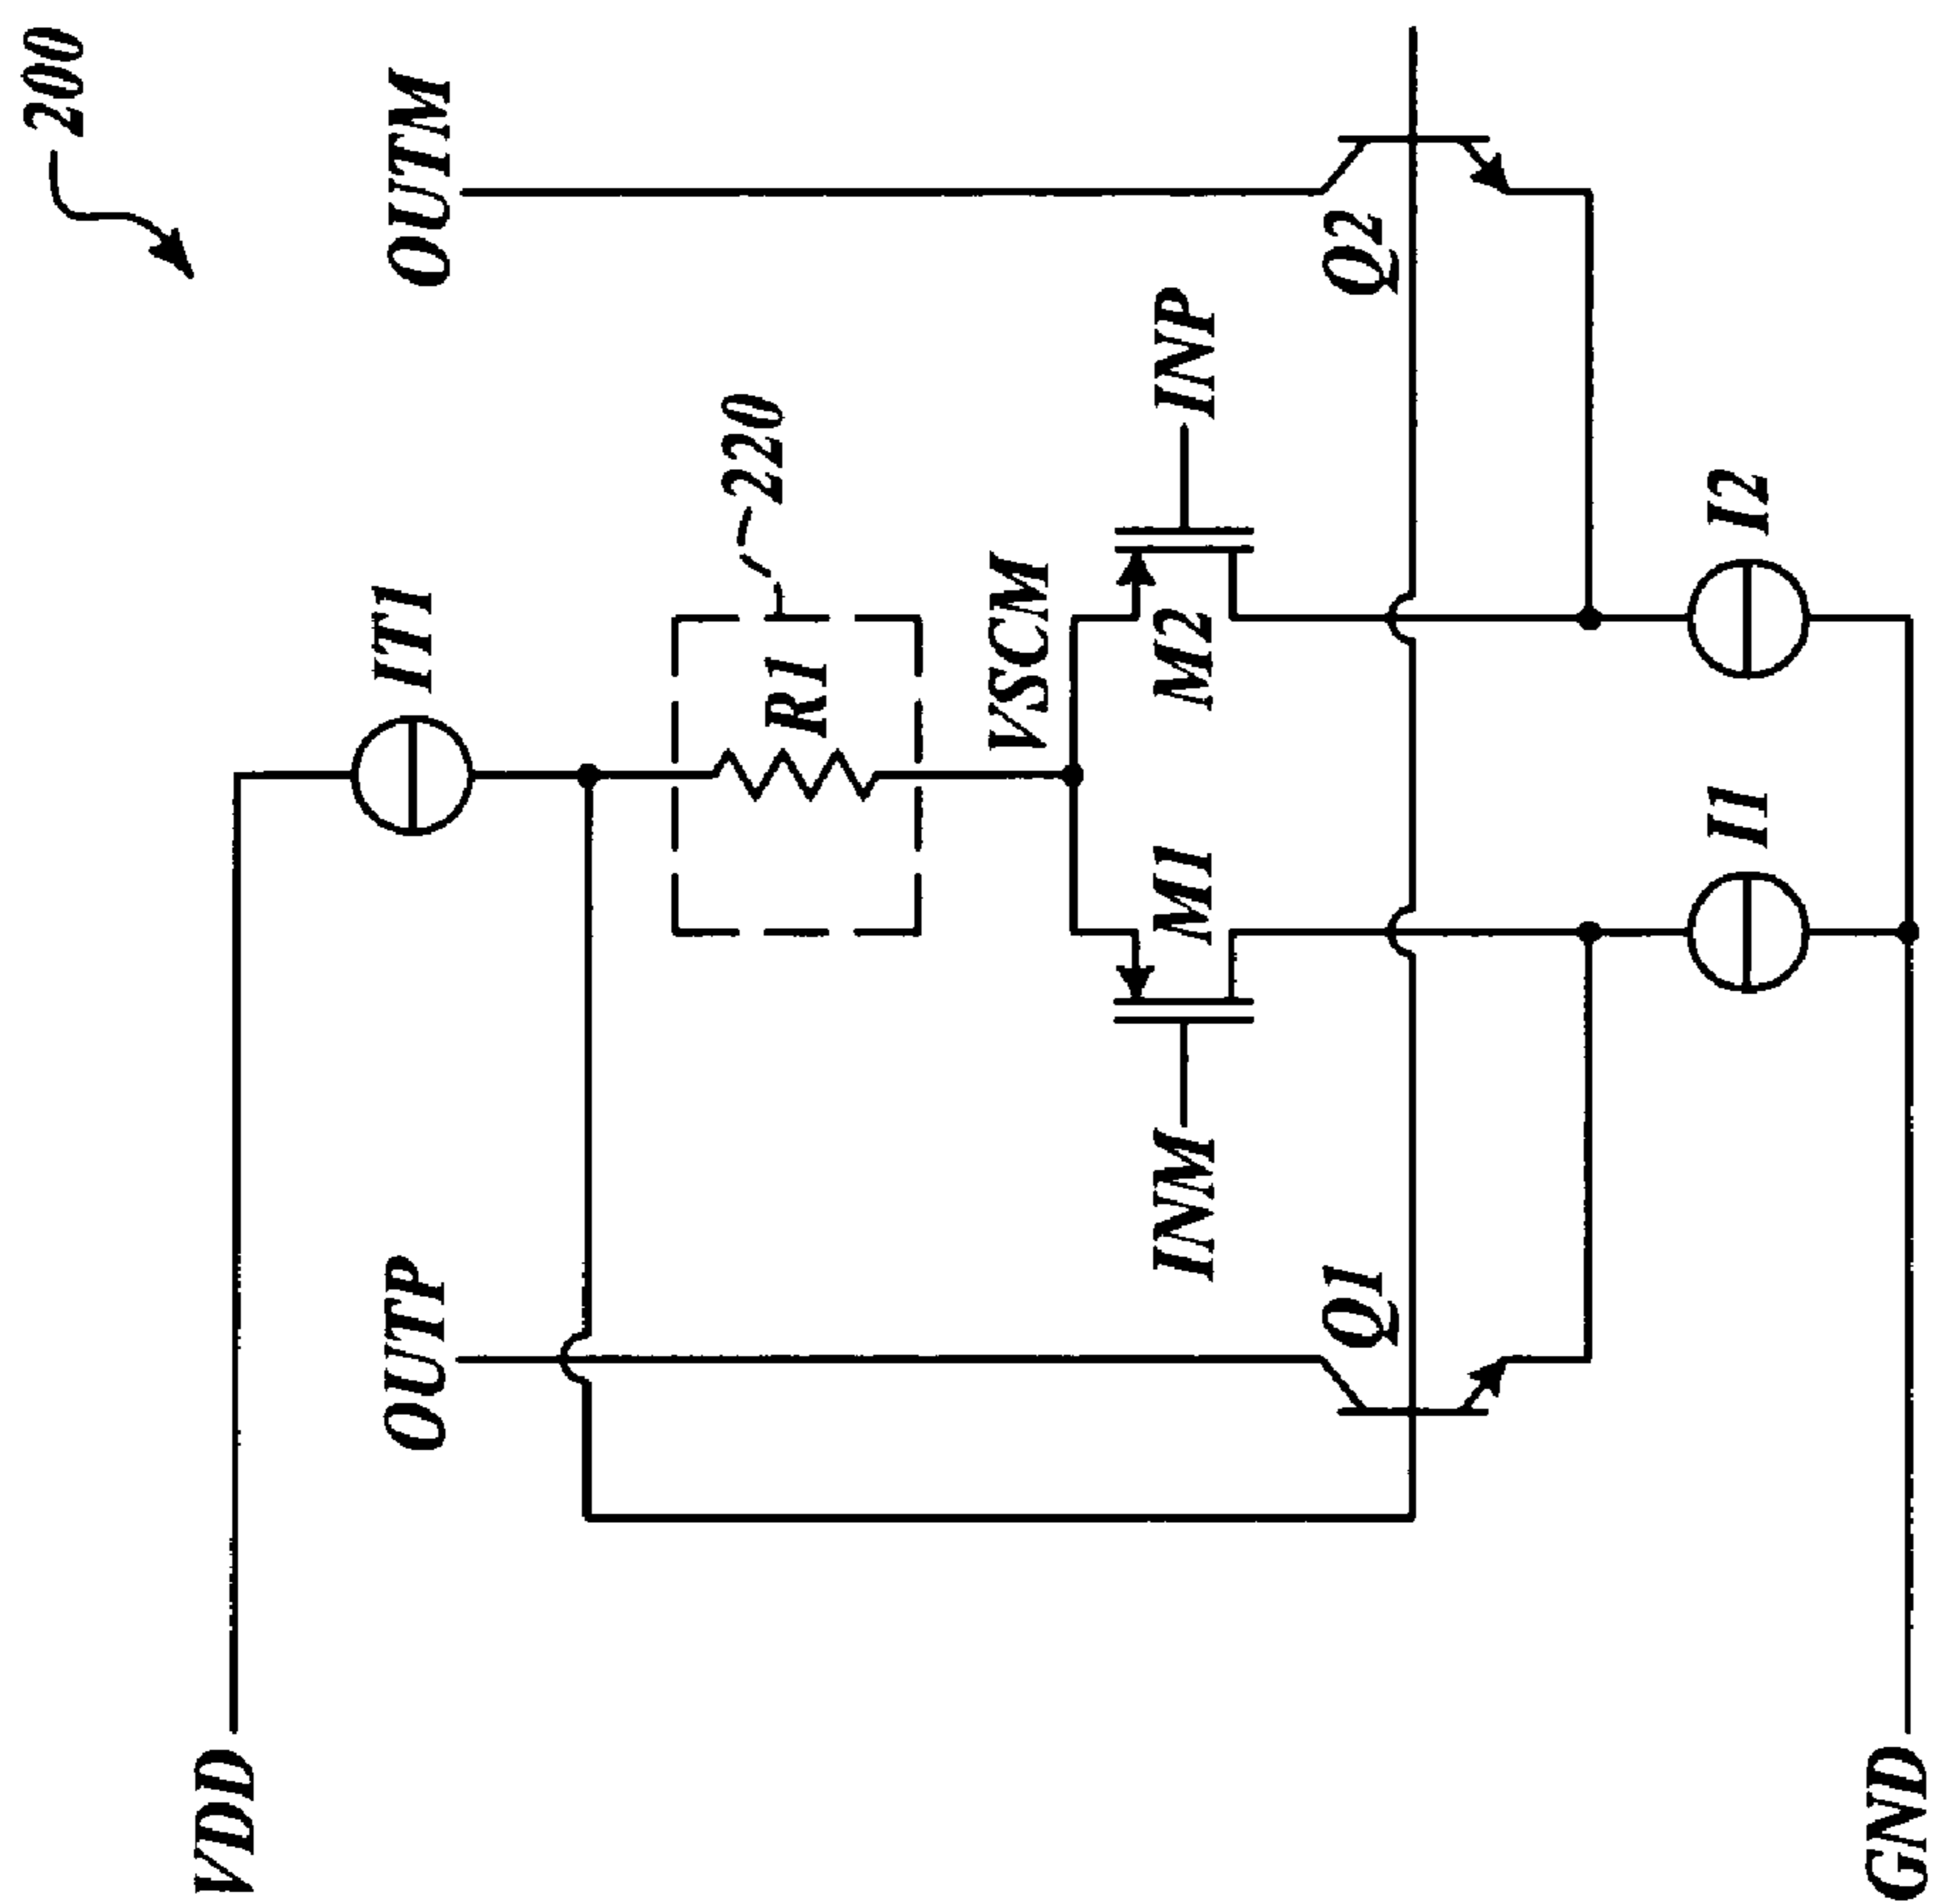 200
VDD
IT1
OUTP
OUTM
220
R1
VSCM
INM
M1
M2
INP
Q1
Q2
I1
I2
GND